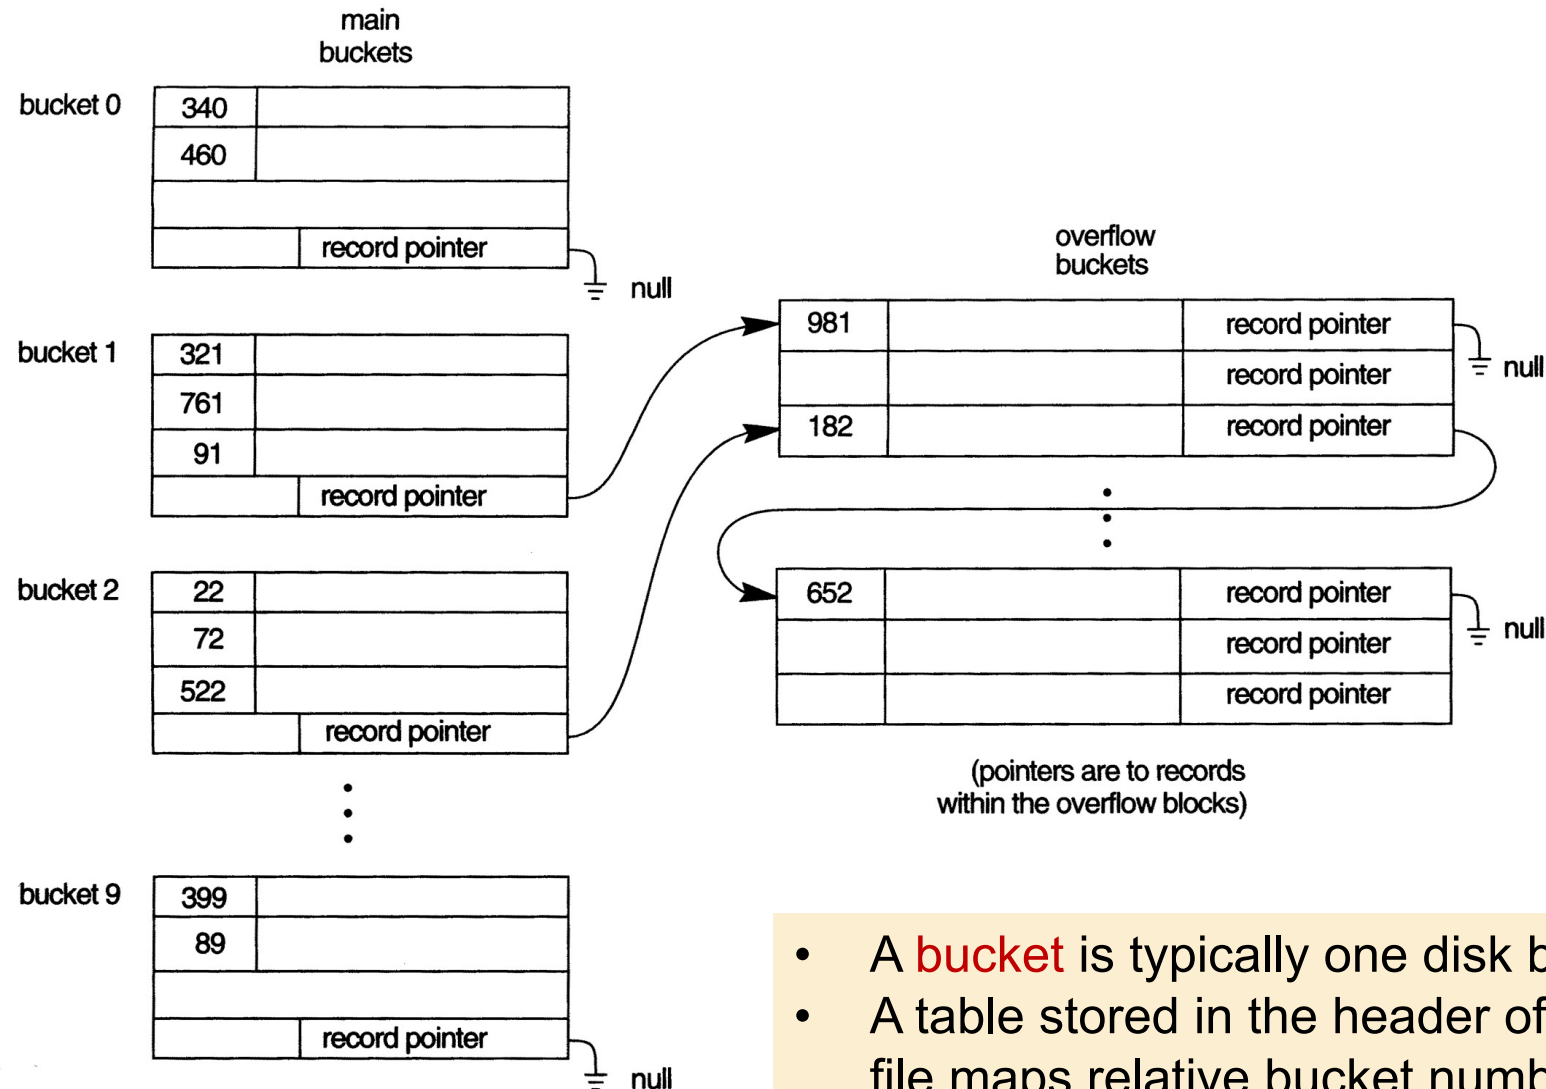 main
buckets
bucket 0
340
460
record pointer
null
bucket 1
321
761
91
record pointer
bucket 2
22
72
522
record pointer
bucket 9
399
89
record pointer
null
overflow
buckets
981 record pointer
null
record pointer
182 record pointer
652 record pointer
null
record pointer
record pointer
(pointers are to records
within the overflow blocks)
• A bucket is typically one disk
• A table stored in the header of
file maps relative bucket